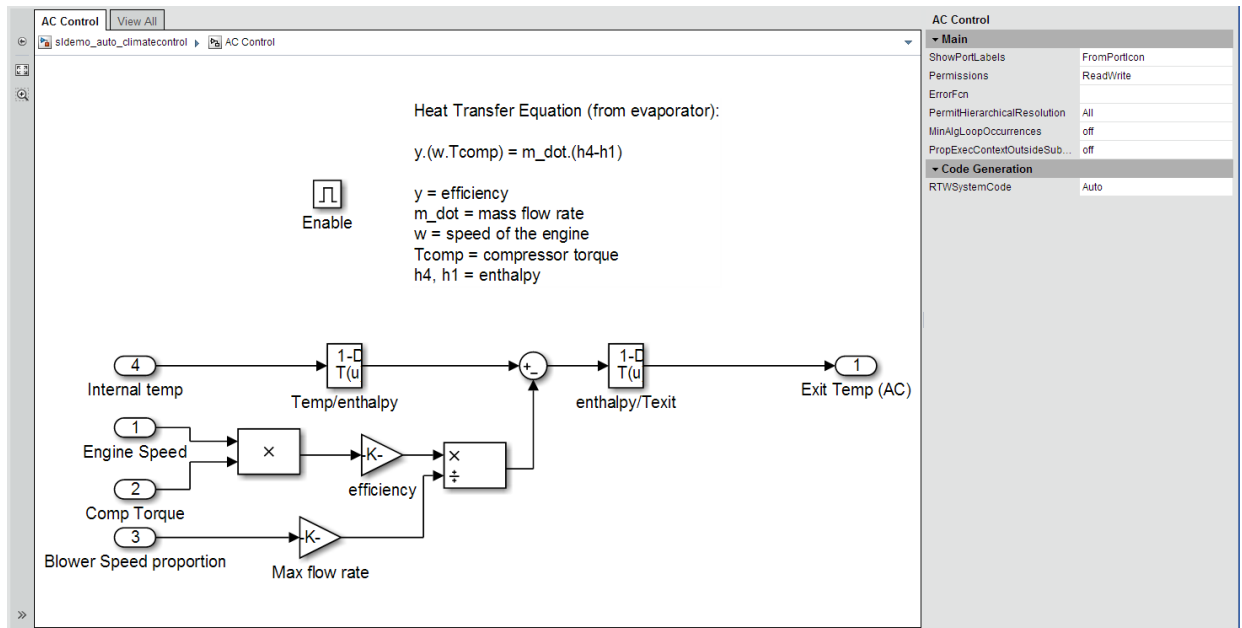 AC Control
View All
sldemo_auto_climatecontrol
AC Control
Heat Transfer Equation (from evaporator):
y.(w.Tcomp) = m_dot.(h4-h1)
y = efficiency
m_dot = mass flow rate
w = speed of the engine
Tcomp = compressor torque
h4, h1 = enthalpy
Enable
4
Internal temp
1-D
T(u
Temp/enthalpy
+
−
1-D
T(u
enthalpy/Texit
1
Exit Temp (AC)
1
Engine Speed
×
-K-
efficiency
×
÷
2
Comp Torque
3
Blower Speed proportion
-K-
Max flow rate
AC Control
Main
ShowPortLabels FromPortIcon
Permissions ReadWrite
ErrorFcn
PermitHierarchicalResolution All
MinAlgLoopOccurrences off
PropExecContextOutsideSub... off
Code Generation
RTWSystemCode Auto